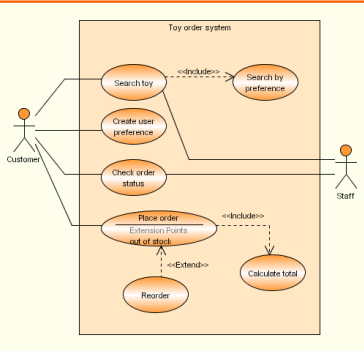 Toy order system
Search toy
<<Include>>
Search by
preference
Create user
preference
Customer
Check order
status
Staff
Place order
Extension Points
out of stock
<<Include>>
<<Extend>>
Calculate total
Reorder